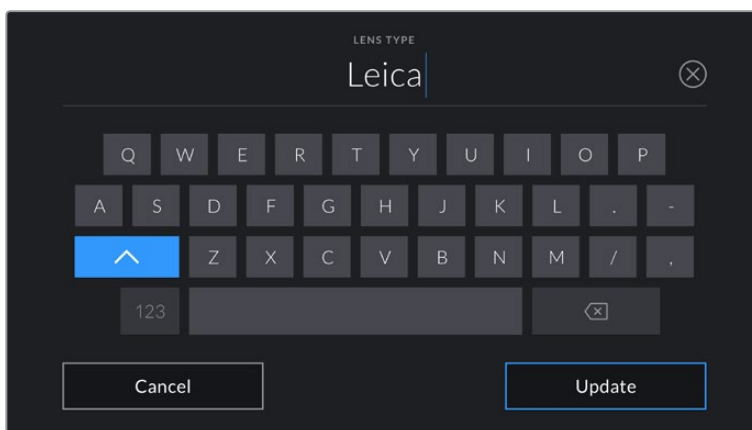 LENS TYPE
Leica
Q W E R T Y U I O P
A S D F G H J K L . -
Z X C V B N M / ,
123
Cancel Update